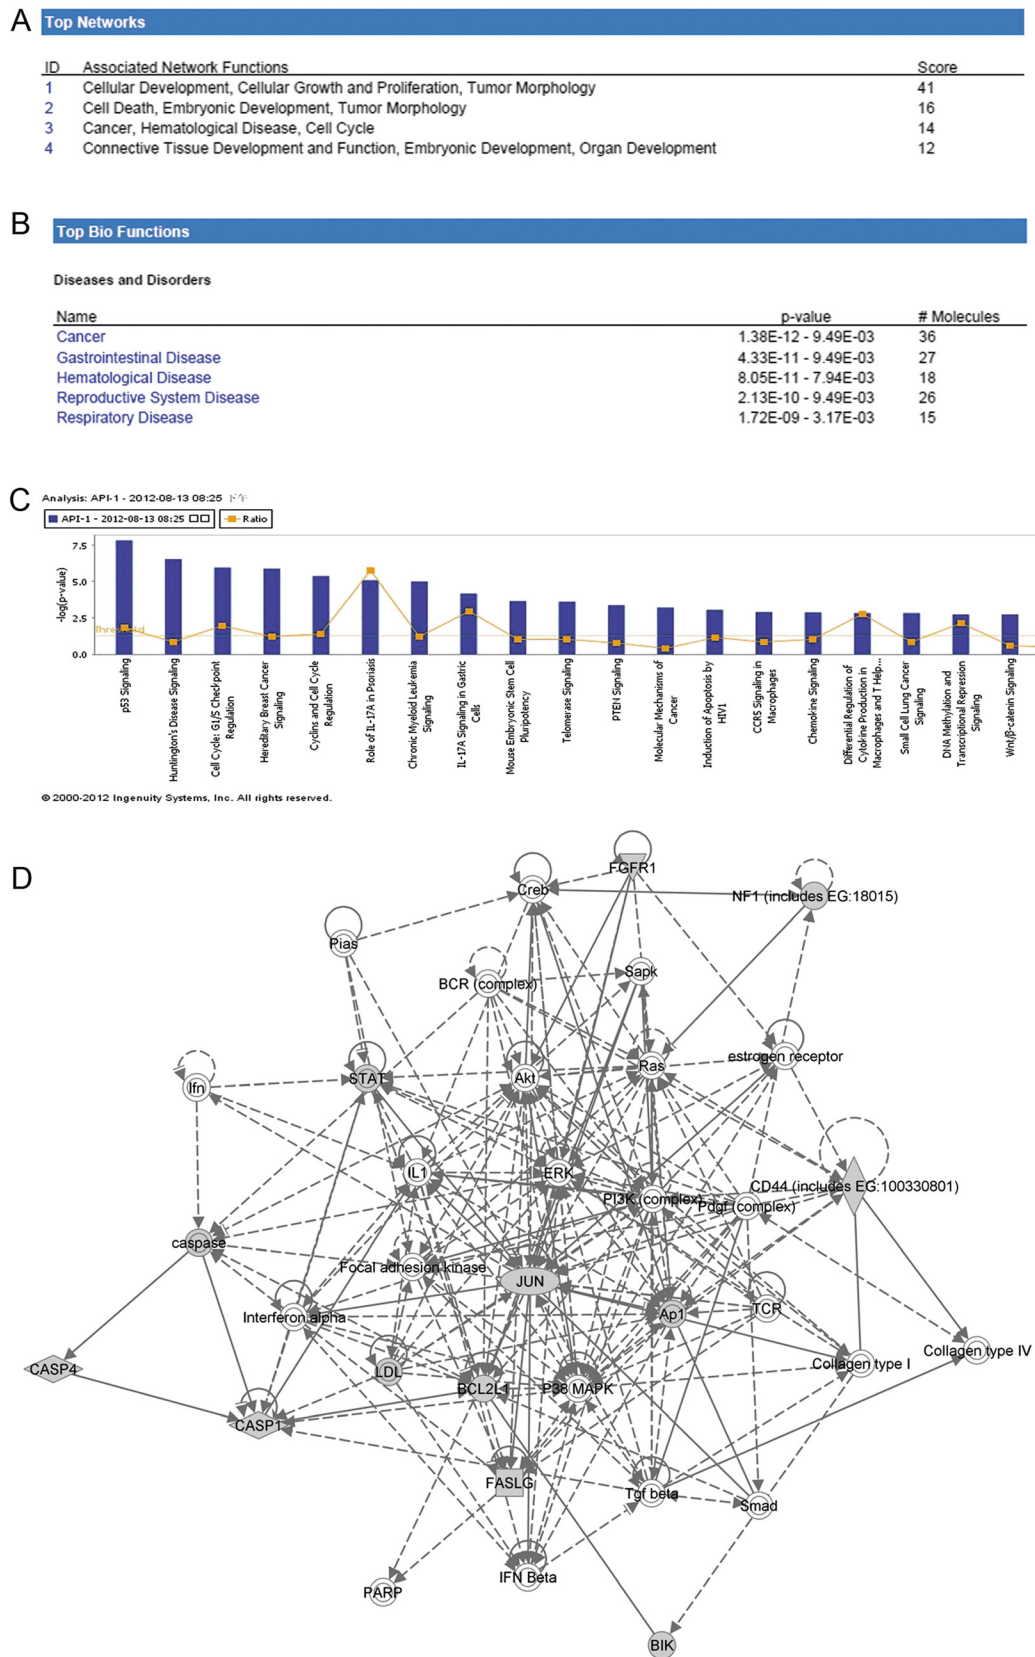 A
Top Networks
ID Associated Network Functions Score
1 Cellular Development, Cellular Growth and Proliferation, Tumor Morphology 41
2 Cell Death, Embryonic Development, Tumor Morphology 16
3 Cancer, Hematological Disease, Cell Cycle 14
4 Connective Tissue Development and Function, Embryonic Development, Organ Development 12
B
Top Bio Functions
Diseases and Disorders
Name p-value # Molecules
Cancer 1.38E-12 - 9.49E-03 36
Gastrointestinal Disease 4.33E-11 - 9.49E-03 27
Hematological Disease 8.05E-11 - 7.94E-03 18
Reproductive System Disease 2.13E-10 - 9.49E-03 26
Respiratory Disease 1.72E-09 - 3.17E-03 15
C
Analysis: API-1 - 2012-08-13 08:25 下午
API-1 - 2012-08-13 08:25 □□ Ratio
-log(p-value)
7.5
5.0
2.5
0.0
Threshold
p53 Signaling
Huntington's Disease Signaling
Cell Cycle: G1/S Checkpoint
Regulation
Hereditary Breast Cancer
Signaling
Cyclins and Cell Cycle
Regulation
Role of IL-17A in Psoriasis
Chronic Myeloid Leukemia
Signaling
IL-17A Signaling in Gastric
Cells
Mouse Embryonic Stem Cell
Pluripotency
Telomerase Signaling
PTEN Signaling
Molecular Mechanisms of
Cancer
Induction of Apoptosis by
HIV1
CCR5 Signaling in
Macrophages
Chemokine Signaling
Differential Regulation of
Cytokine Production in
Macrophages and T Help...
Small Cell Lung Cancer
Signaling
DNA Methylation and
Transcriptional Repression
Signaling
Wnt/β-catenin Signaling
© 2000-2012 Ingenuity Systems, Inc. All rights reserved.
D
FGFR1
Creb
NF1 (includes EG:18015)
Pias
BCR (complex)
Sapk
estrogen receptor
Ifn
STAT
Akt
Ras
IL1
ERK
PI3K (complex)
Pdgf (complex)
CD44 (includes EG:100330801)
caspase
Focal adhesion kinase
JUN
Interferon alpha
Ap1
TCR
CASP4
LDL
BCL2L1
P38 MAPK
Collagen type I
Collagen type IV
CASP1
FASLG
Tgf beta
Smad
PARP
IFN Beta
BIK